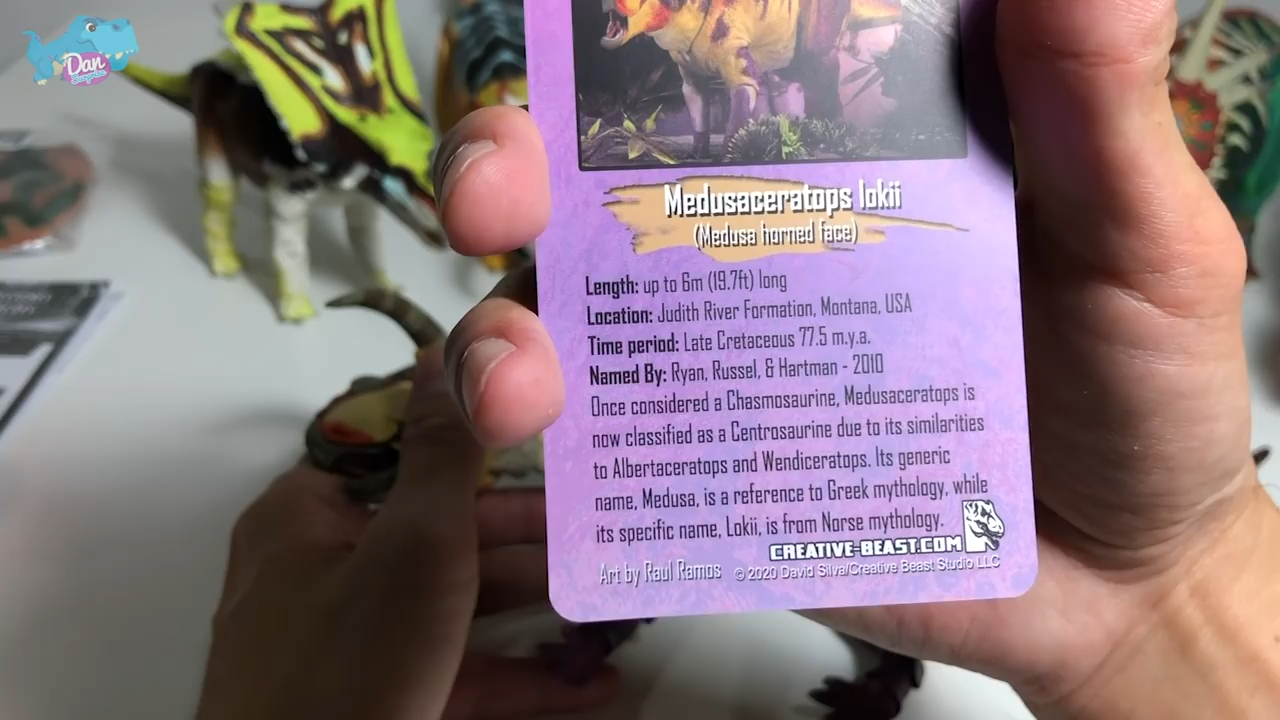 Dan
Surprise
Medusaceratops lokii
(Medusa horned face)
Length: up to 6m (19.7ft) long
Location: Judith River Formation, Montana, USA
Time period: Late Cretaceous 77.5 m.y.a.
Named By: Ryan, Russel, & Hartman - 2010
Once considered a Chasmosaurine, Medusaceratops is
now classified as a Centrosaurine due to its similarities
to Albertaceratops and Wendiceratops. Its generic
name, Medusa, is a reference to Greek mythology, while
its specific name, Lokii, is from Norse mythology.
CREATIVE-BEAST.COM
Art by Raul Ramos © 2020 David Silva/Creative Beast Studio LLC